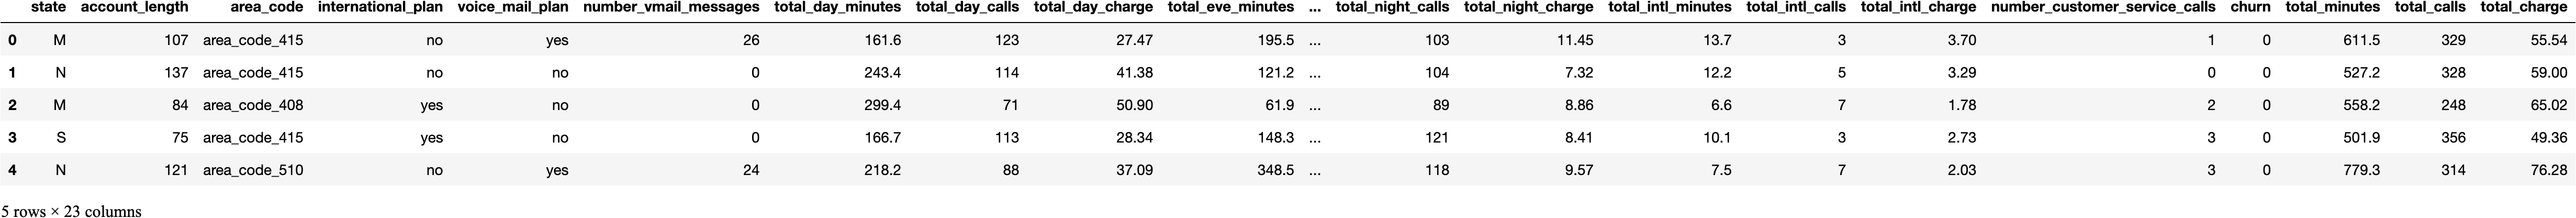 state account_length area_code international_plan voice_mail_plan number_vmail_messages total_day_minutes total_day_calls total_day_charge total_eve_minutes ... total_night_calls total_night_charge total_intl_minutes total_intl_calls total_intl_charge number_customer_service_calls churn total_minutes total_calls total_charge
0 M 107 area_code_415 no yes 26 161.6 123 27.47 195.5 ... 103 11.45 13.7 3 3.70 1 0 611.5 329 55.54
1 N 137 area_code_415 no no 0 243.4 114 41.38 121.2 ... 104 7.32 12.2 5 3.29 0 0 527.2 328 59.00
2 M 84 area_code_408 yes no 0 299.4 71 50.90 61.9 ... 89 8.86 6.6 7 1.78 2 0 558.2 248 65.02
3 S 75 area_code_415 yes no 0 166.7 113 28.34 148.3 ... 121 8.41 10.1 3 2.73 3 0 501.9 356 49.36
4 N 121 area_code_510 no yes 24 218.2 88 37.09 348.5 ... 118 9.57 7.5 7 2.03 3 0 779.3 314 76.28
5 rows × 23 columns